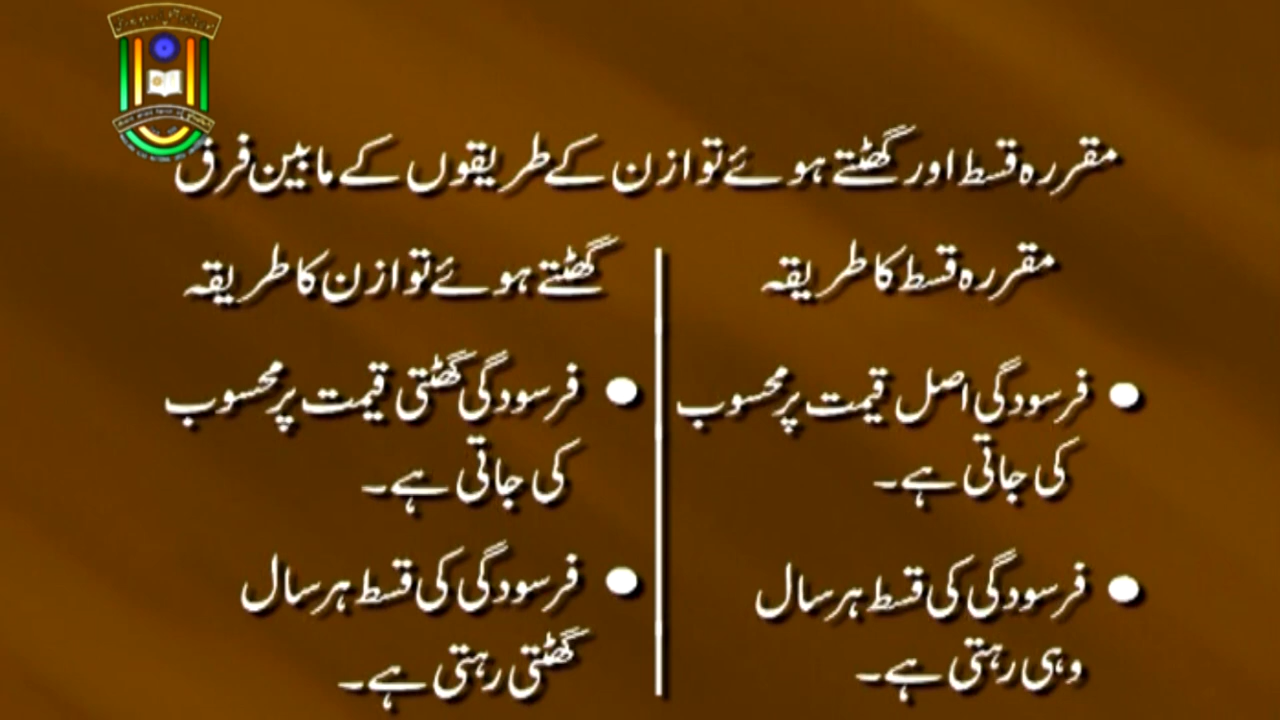 مقررہ قسط اور گھٹتے ہوئے توازن کے طریقوں کے مابین فرق
مقررہ قسط کا طریقہ
فرسودگی اصل قیمت پر محسوب
کی جاتی ہے۔
فرسودگی کی قسط ہر سال
وہی رہتی ہے۔
گھٹتے ہوئے توازن کا طریقہ
فرسودگی گھٹتی قیمت پر محسوب
کی جاتی ہے۔
فرسودگی کی قسط ہر سال
گھٹتی رہتی ہے۔